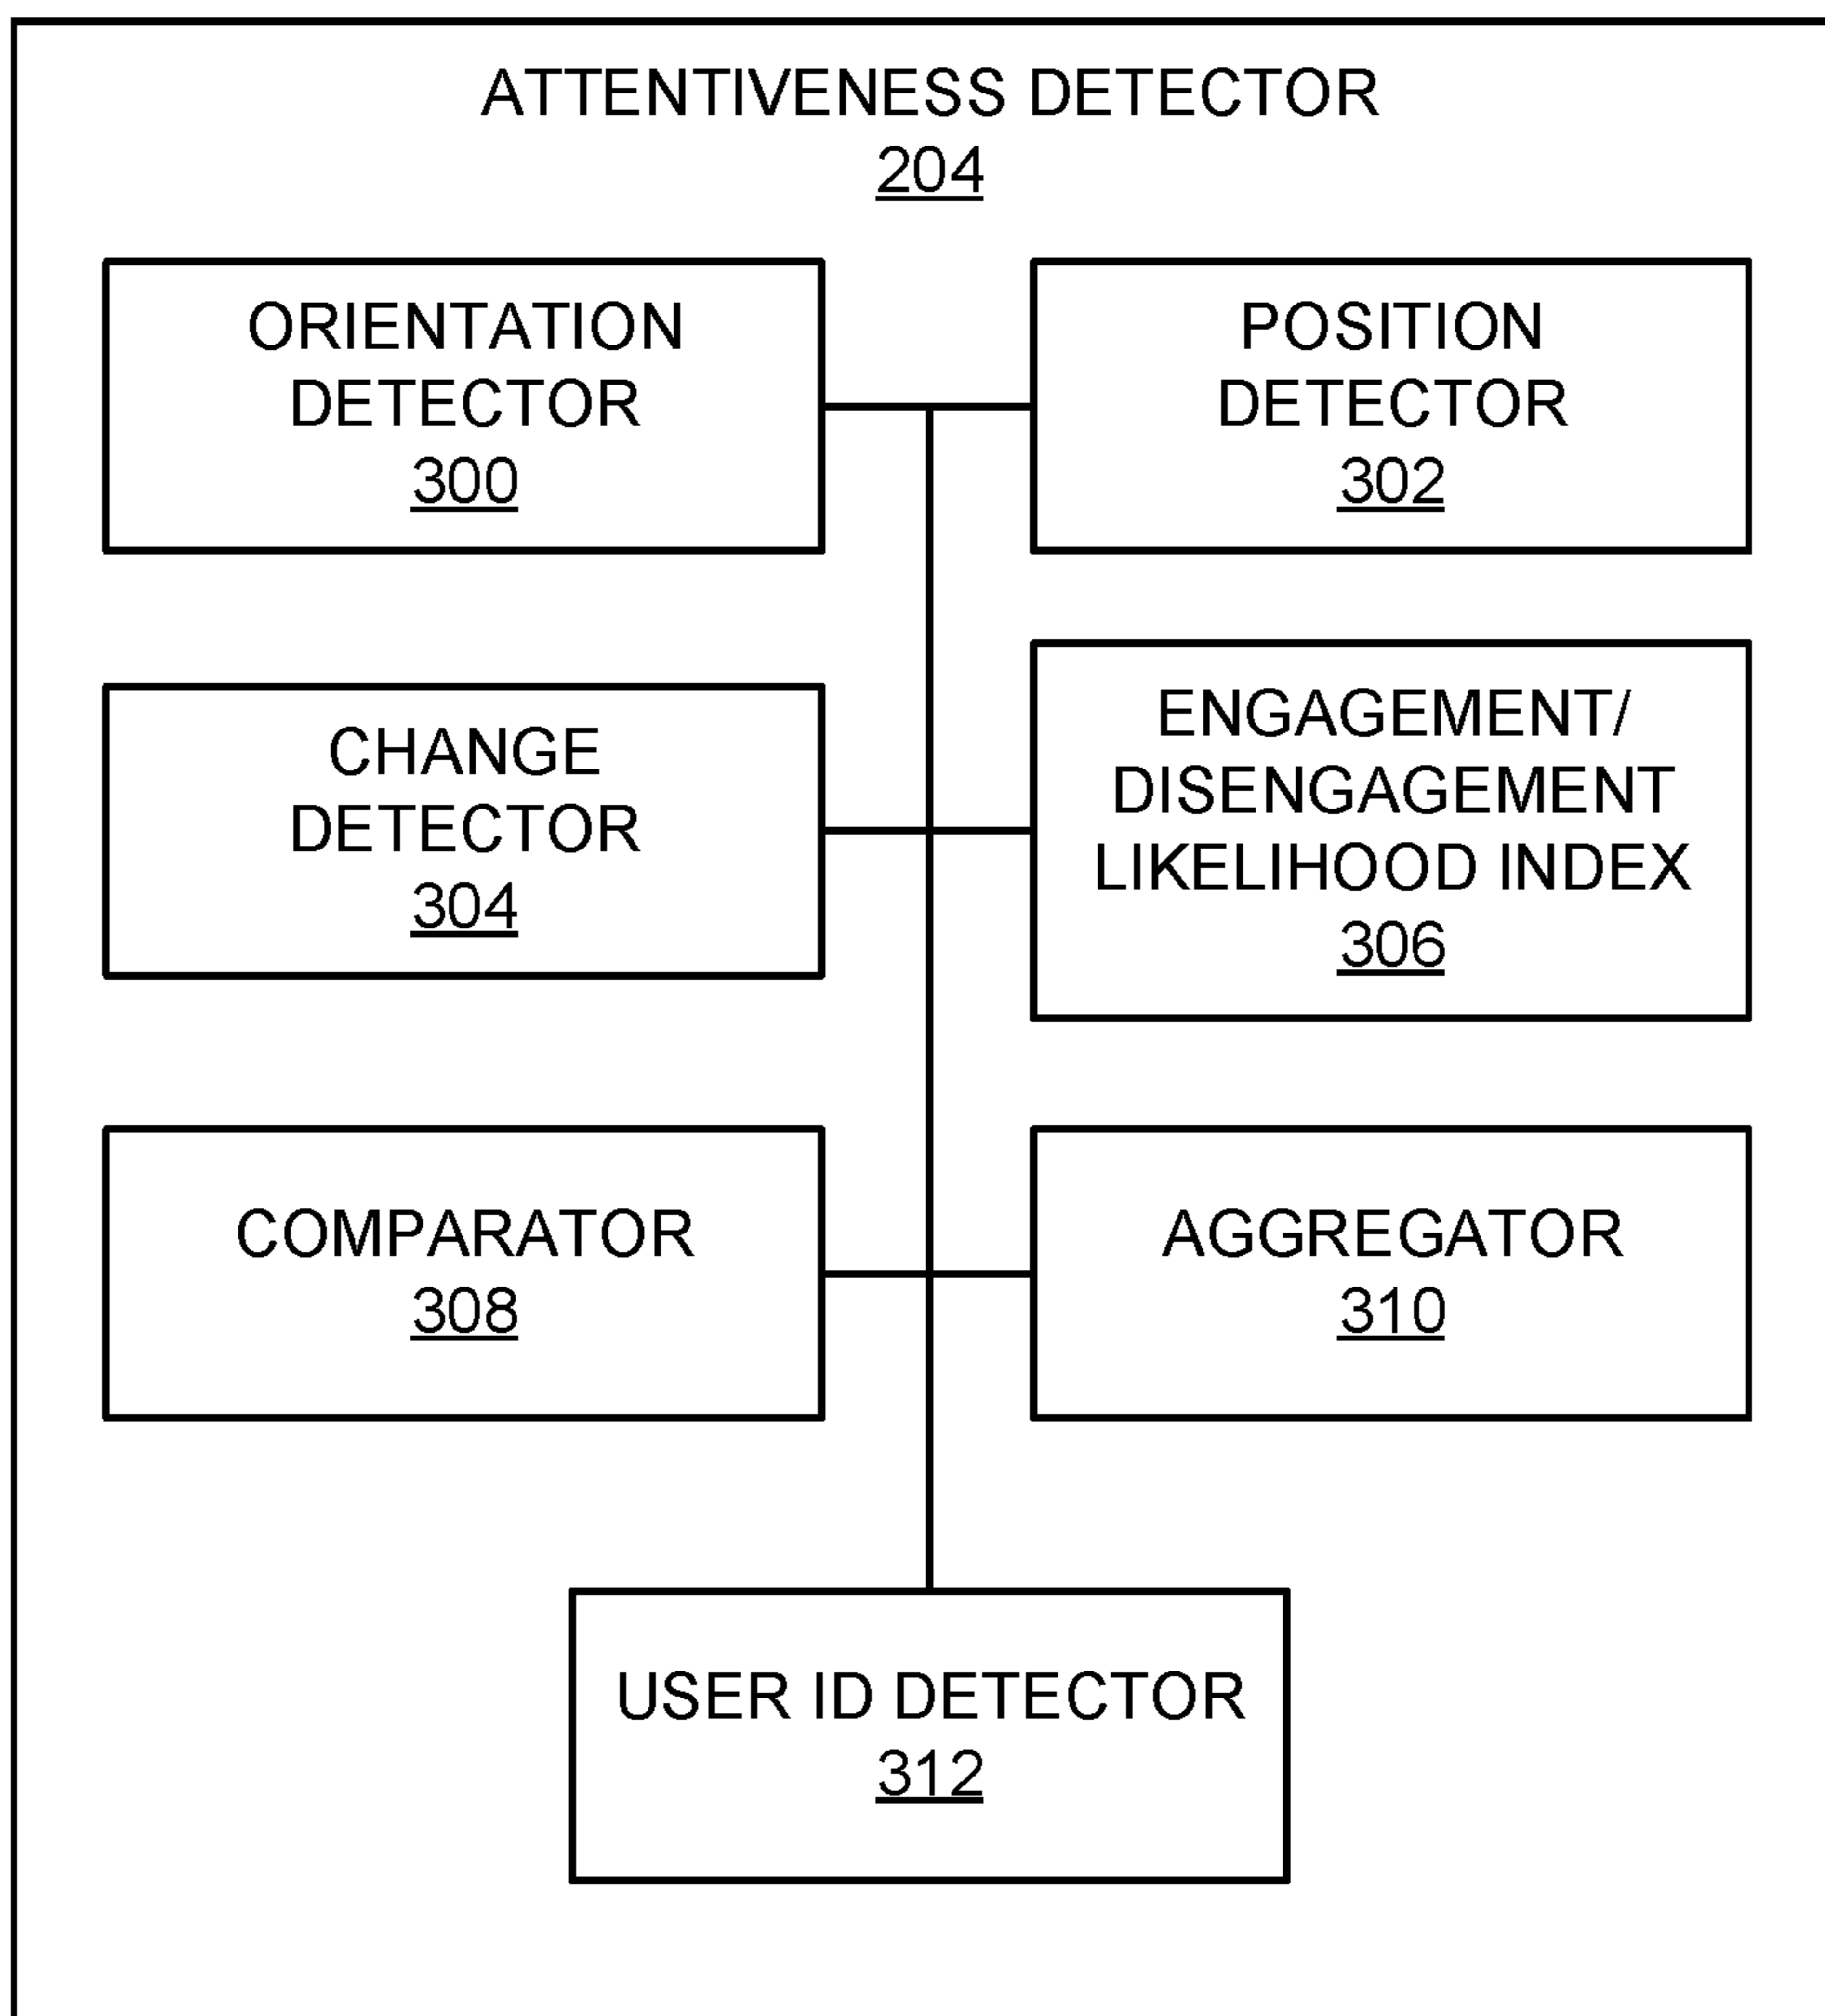 ATTENTIVENESS DETECTOR
204
ORIENTATION
DETECTOR
300
POSITION
DETECTOR
302
CHANGE
DETECTOR
304
ENGAGEMENT/
DISENGAGEMENT
LIKELIHOOD INDEX
306
COMPARATOR
308
AGGREGATOR
310
USER ID DETECTOR
312